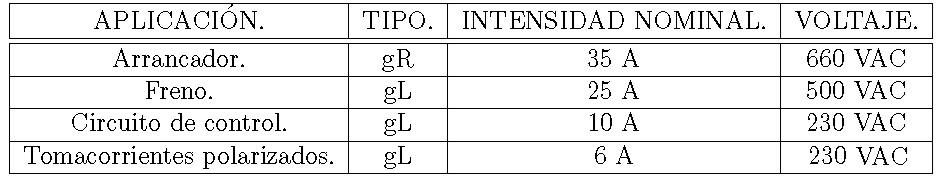 APLICACIÓN. TIPO. INTENSIDAD NOMINAL. VOLTAJE.
Arrancador. gR 35 A 660 VAC
Freno. gL 25 A 500 VAC
Circuito de control. gL 10 A 230 VAC
Tomacorrientes polarizados. gL 6 A 230 VAC